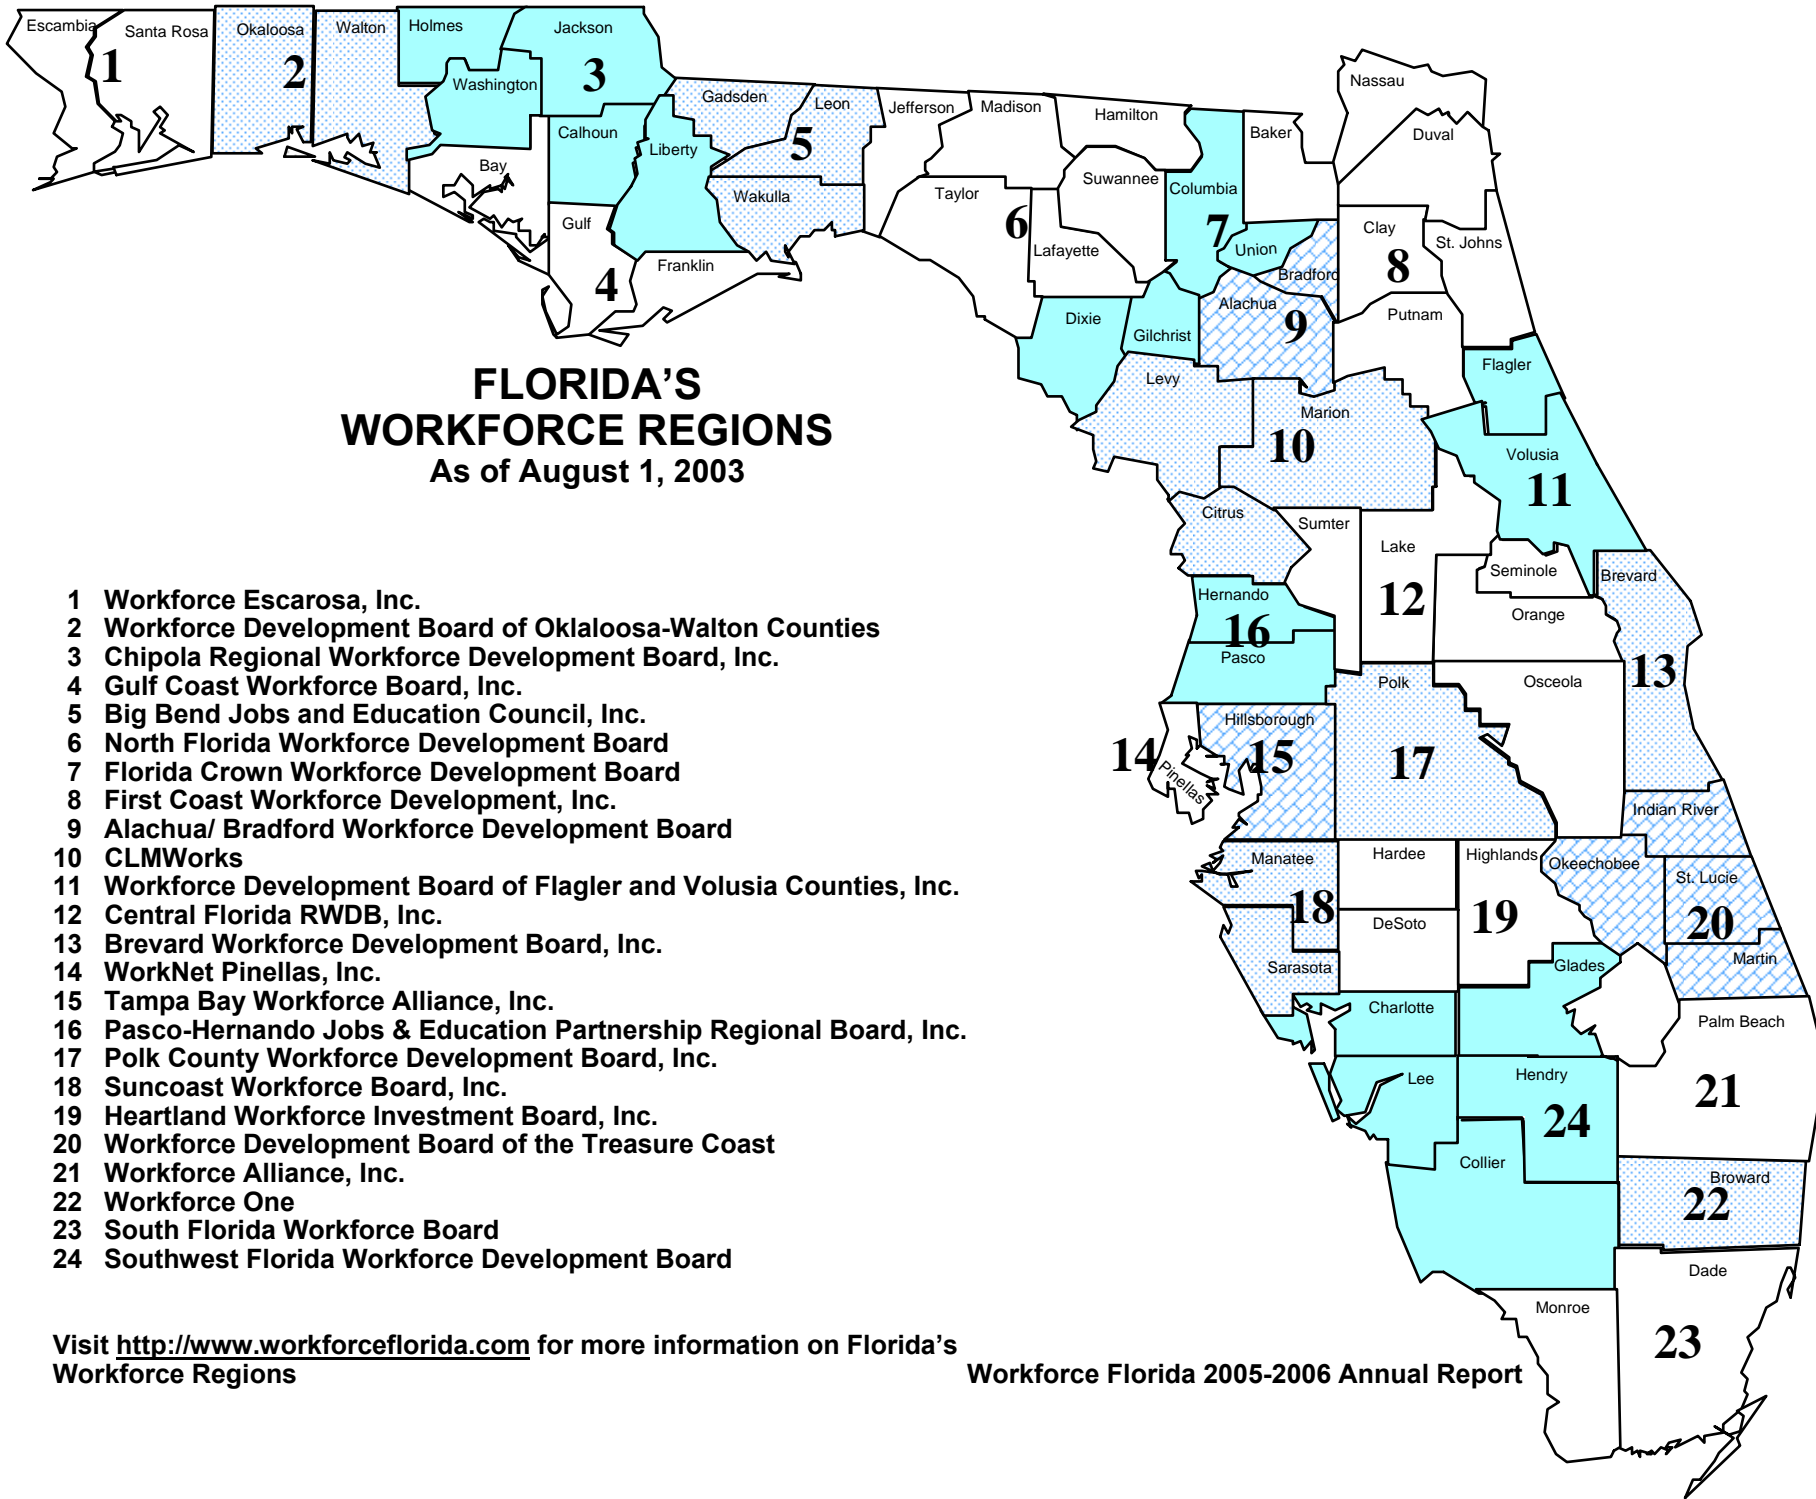 Escambia
Santa Rosa
Okaloosa
Walton
Holmes
Jackson
Washington
1
2
3
Nassau
Gadsden
Leon
Jefferson
Madison
Hamilton
Baker
Duval
Calhoun
Liberty
5
Bay
Suwannee
Columbia
Wakulla
Taylor
Gulf
6
7
Clay
Lafayette
Union
St. Johns
Franklin
Bradford
8
4
Alachua
9
Dixie
Gilchrist
Putnam
Flagler
Levy
Marion
10
Volusia
11
FLORIDA'S
WORKFORCE REGIONS
As of August 1, 2003
Citrus
Sumter
Lake
Seminole
Brevard
Hernando
12
Orange
16
Pasco
Polk
Osceola
13
Hillsborough
14
Pinellas
15
17
Indian River
Manatee
Hardee
Highlands
Okeechobee
St. Lucie
18
DeSoto
19
20
Sarasota
Glades
Martin
Charlotte
Palm Beach
Lee
Hendry
21
24
Collier
Broward
22
Dade
Monroe
23
1 Workforce Escarosa, Inc.
2 Workforce Development Board of Oklaloosa-Walton Counties
3 Chipola Regional Workforce Development Board, Inc.
4 Gulf Coast Workforce Board, Inc.
5 Big Bend Jobs and Education Council, Inc.
6 North Florida Workforce Development Board
7 Florida Crown Workforce Development Board
8 First Coast Workforce Development, Inc.
9 Alachua/ Bradford Workforce Development Board
10 CLMWorks
11 Workforce Development Board of Flagler and Volusia Counties, Inc.
12 Central Florida RWDB, Inc.
13 Brevard Workforce Development Board, Inc.
14 WorkNet Pinellas, Inc.
15 Tampa Bay Workforce Alliance, Inc.
16 Pasco-Hernando Jobs & Education Partnership Regional Board, Inc.
17 Polk County Workforce Development Board, Inc.
18 Suncoast Workforce Board, Inc.
19 Heartland Workforce Investment Board, Inc.
20 Workforce Development Board of the Treasure Coast
21 Workforce Alliance, Inc.
22 Workforce One
23 South Florida Workforce Board
24 Southwest Florida Workforce Development Board
Visit http://www.workforceflorida.com for more information on Florida's
Workforce Regions
Workforce Florida 2005-2006 Annual Report